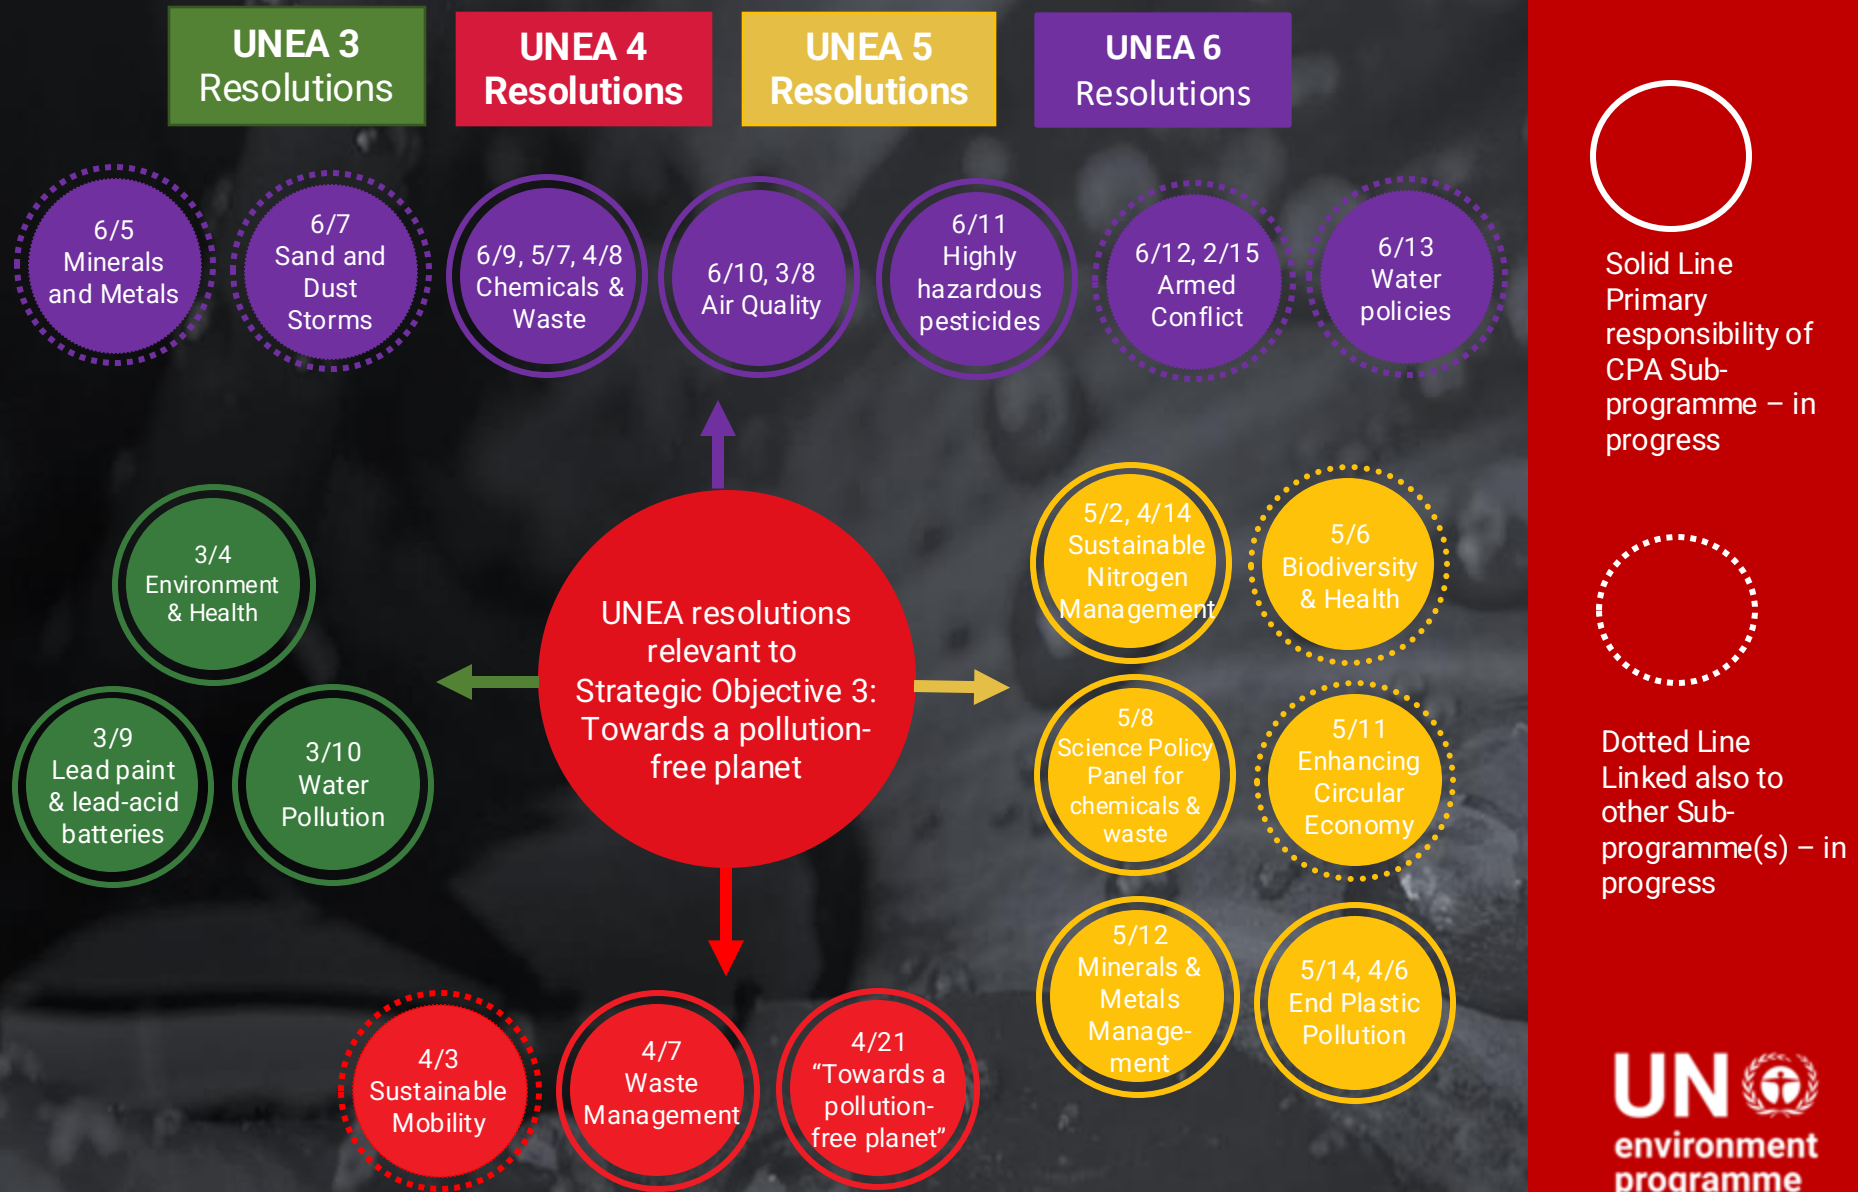 UNEA 3
Resolutions
UNEA 4
Resolutions
UNEA 5
Resolutions
UNEA 6
Resolutions
6/5
Minerals
and Metals
6/7
Sand and
Dust
Storms
6/9, 5/7, 4/8
Chemicals &
Waste
6/10, 3/8
Air Quality
6/11
Highly
hazardous
pesticides
6/12, 2/15
Armed
Conflict
6/13
Water
policies
3/4
Environment
& Health
3/9
Lead paint
& lead-acid
batteries
3/10
Water
Pollution
UNEA resolutions
relevant to
Strategic Objective 3:
Towards a pollution-
free planet
5/2, 4/14
Sustainable
Nitrogen
Management
5/6
Biodiversity
& Health
5/8
Science Policy
Panel for
chemicals &
waste
5/11
Enhancing
Circular
Economy
5/12
Minerals &
Metals
Manage-
ment
5/14, 4/6
End Plastic
Pollution
4/3
Sustainable
Mobility
4/7
Waste
Management
4/21
“Towards a
pollution-
free planet”
Solid Line
Primary
responsibility of
CPA Sub-
programme – in
progress
Dotted Line
Linked also to
other Sub-
programme(s) – in
progress
UN
environment
programme